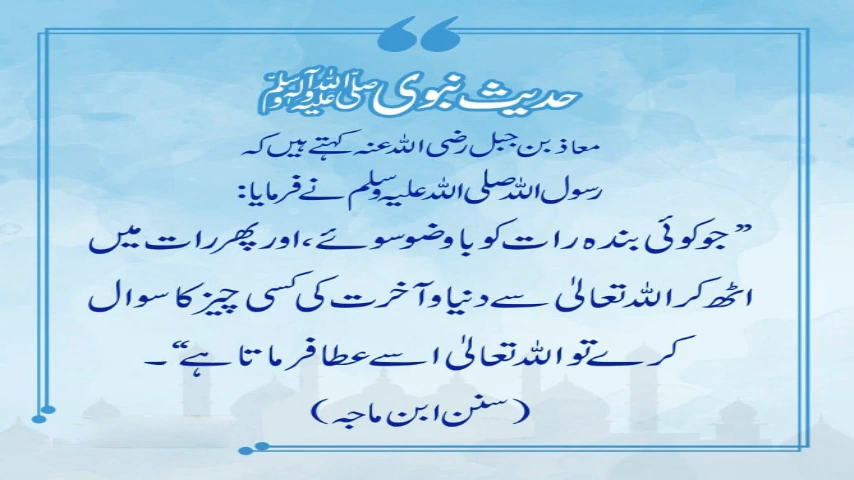 حدیث نبوی صلی اللہ علیہ وآلہ وسلم
معاذ بن جبل رضی اللہ عنہ کہتے ہیں کہ
رسول اللہ صلی اللہ علیہ وسلم نے فرمایا:
”جو کوئی بندہ رات کو باوضو سوئے، اور پھر رات میں
اٹھ کر اللہ تعالیٰ سے دنیا و آخرت کی کسی چیز کا سوال
کرے تو اللہ تعالیٰ اسے عطا فرماتا ہے“۔
(سنن ابن ماجہ)